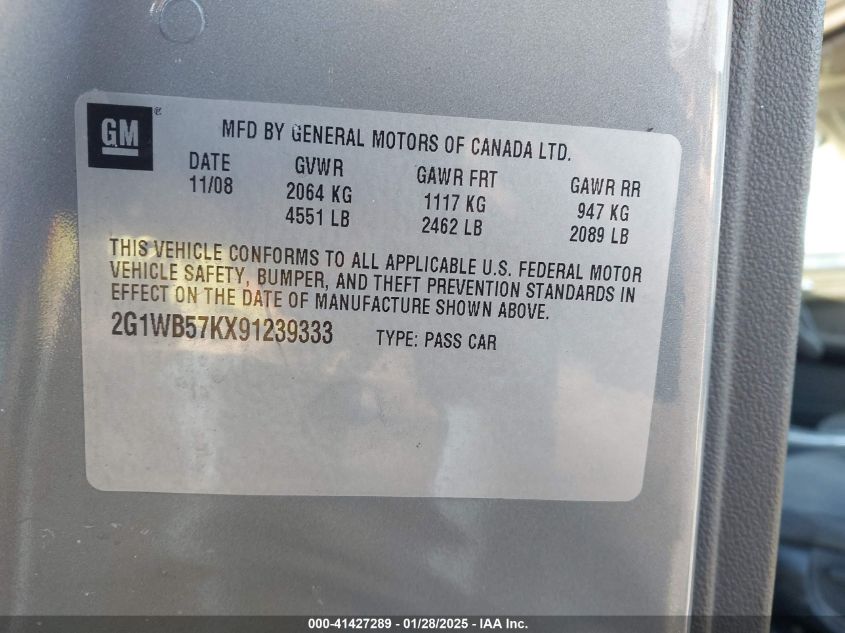 GM®
MFD BY GENERAL MOTORS OF CANADA LTD.
DATE GVWR GAWR FRT GAWR RR
11/08 2064 KG 1117 KG 947 KG
4551 LB 2462 LB 2089 LB
THIS VEHICLE CONFORMS TO ALL APPLICABLE U.S. FEDERAL MOTOR
VEHICLE SAFETY, BUMPER, AND THEFT PREVENTION STANDARDS IN
EFFECT ON THE DATE OF MANUFACTURE SHOWN ABOVE.
2G1WB57KX91239333 TYPE: PASS CAR
000-41427289 - 01/28/2025 - IAA Inc.